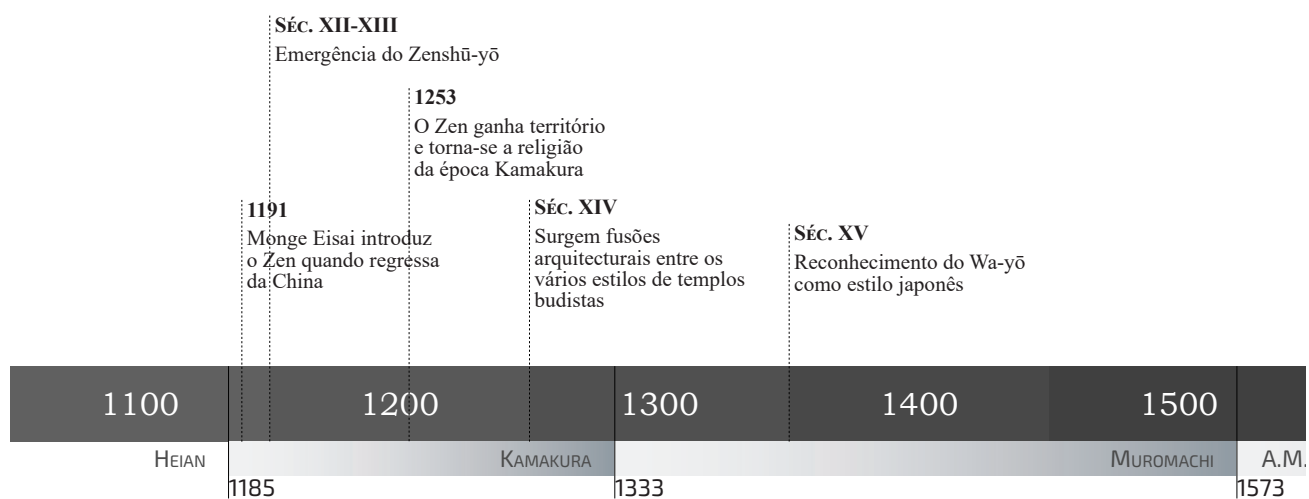 SÉC. XII-XIII
Emergência do Zenshū-yō
1253
O Zen ganha território
e torna-se a religião
da época Kamakura
1191
Monge Eisai introduz
o Zen quando regressa
da China
SÉC. XIV
Surgem fusões
arquitecturais entre os
vários estilos de templos
budistas
SÉC. XV
Reconhecimento do Wa-yō
como estilo japonês
1100
1200
1300
1400
1500
HEIAN
KAMAKURA
MUROMACHI
A.M.
1185
1333
1573